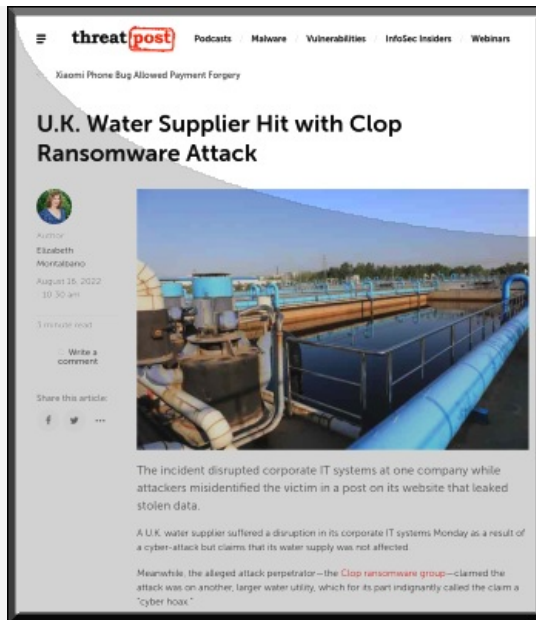 threatpost
Podcasts / Malware / Vulnerabilities / InfoSec Insiders / Webinars
Xiaomi Phone Bug Allowed Payment Forgery
U.K. Water Supplier Hit with Clop
Ransomware Attack
Author:
Elizabeth
Montalbano
August 16, 2022
10:30 am
3 minute read
Write a
comment
Share this article:
The incident disrupted corporate IT systems at one company while
attackers misidentified the victim in a post on its website that leaked
stolen data.
A U.K. water supplier suffered a disruption in its corporate IT systems Monday as a result of
a cyber-attack but claims that its water supply was not affected.
Meanwhile, the alleged attack perpetrator—the Clop ransomware group—claimed the
attack was on another, larger water utility, which for its part indignantly called the claim a
"cyber hoax."